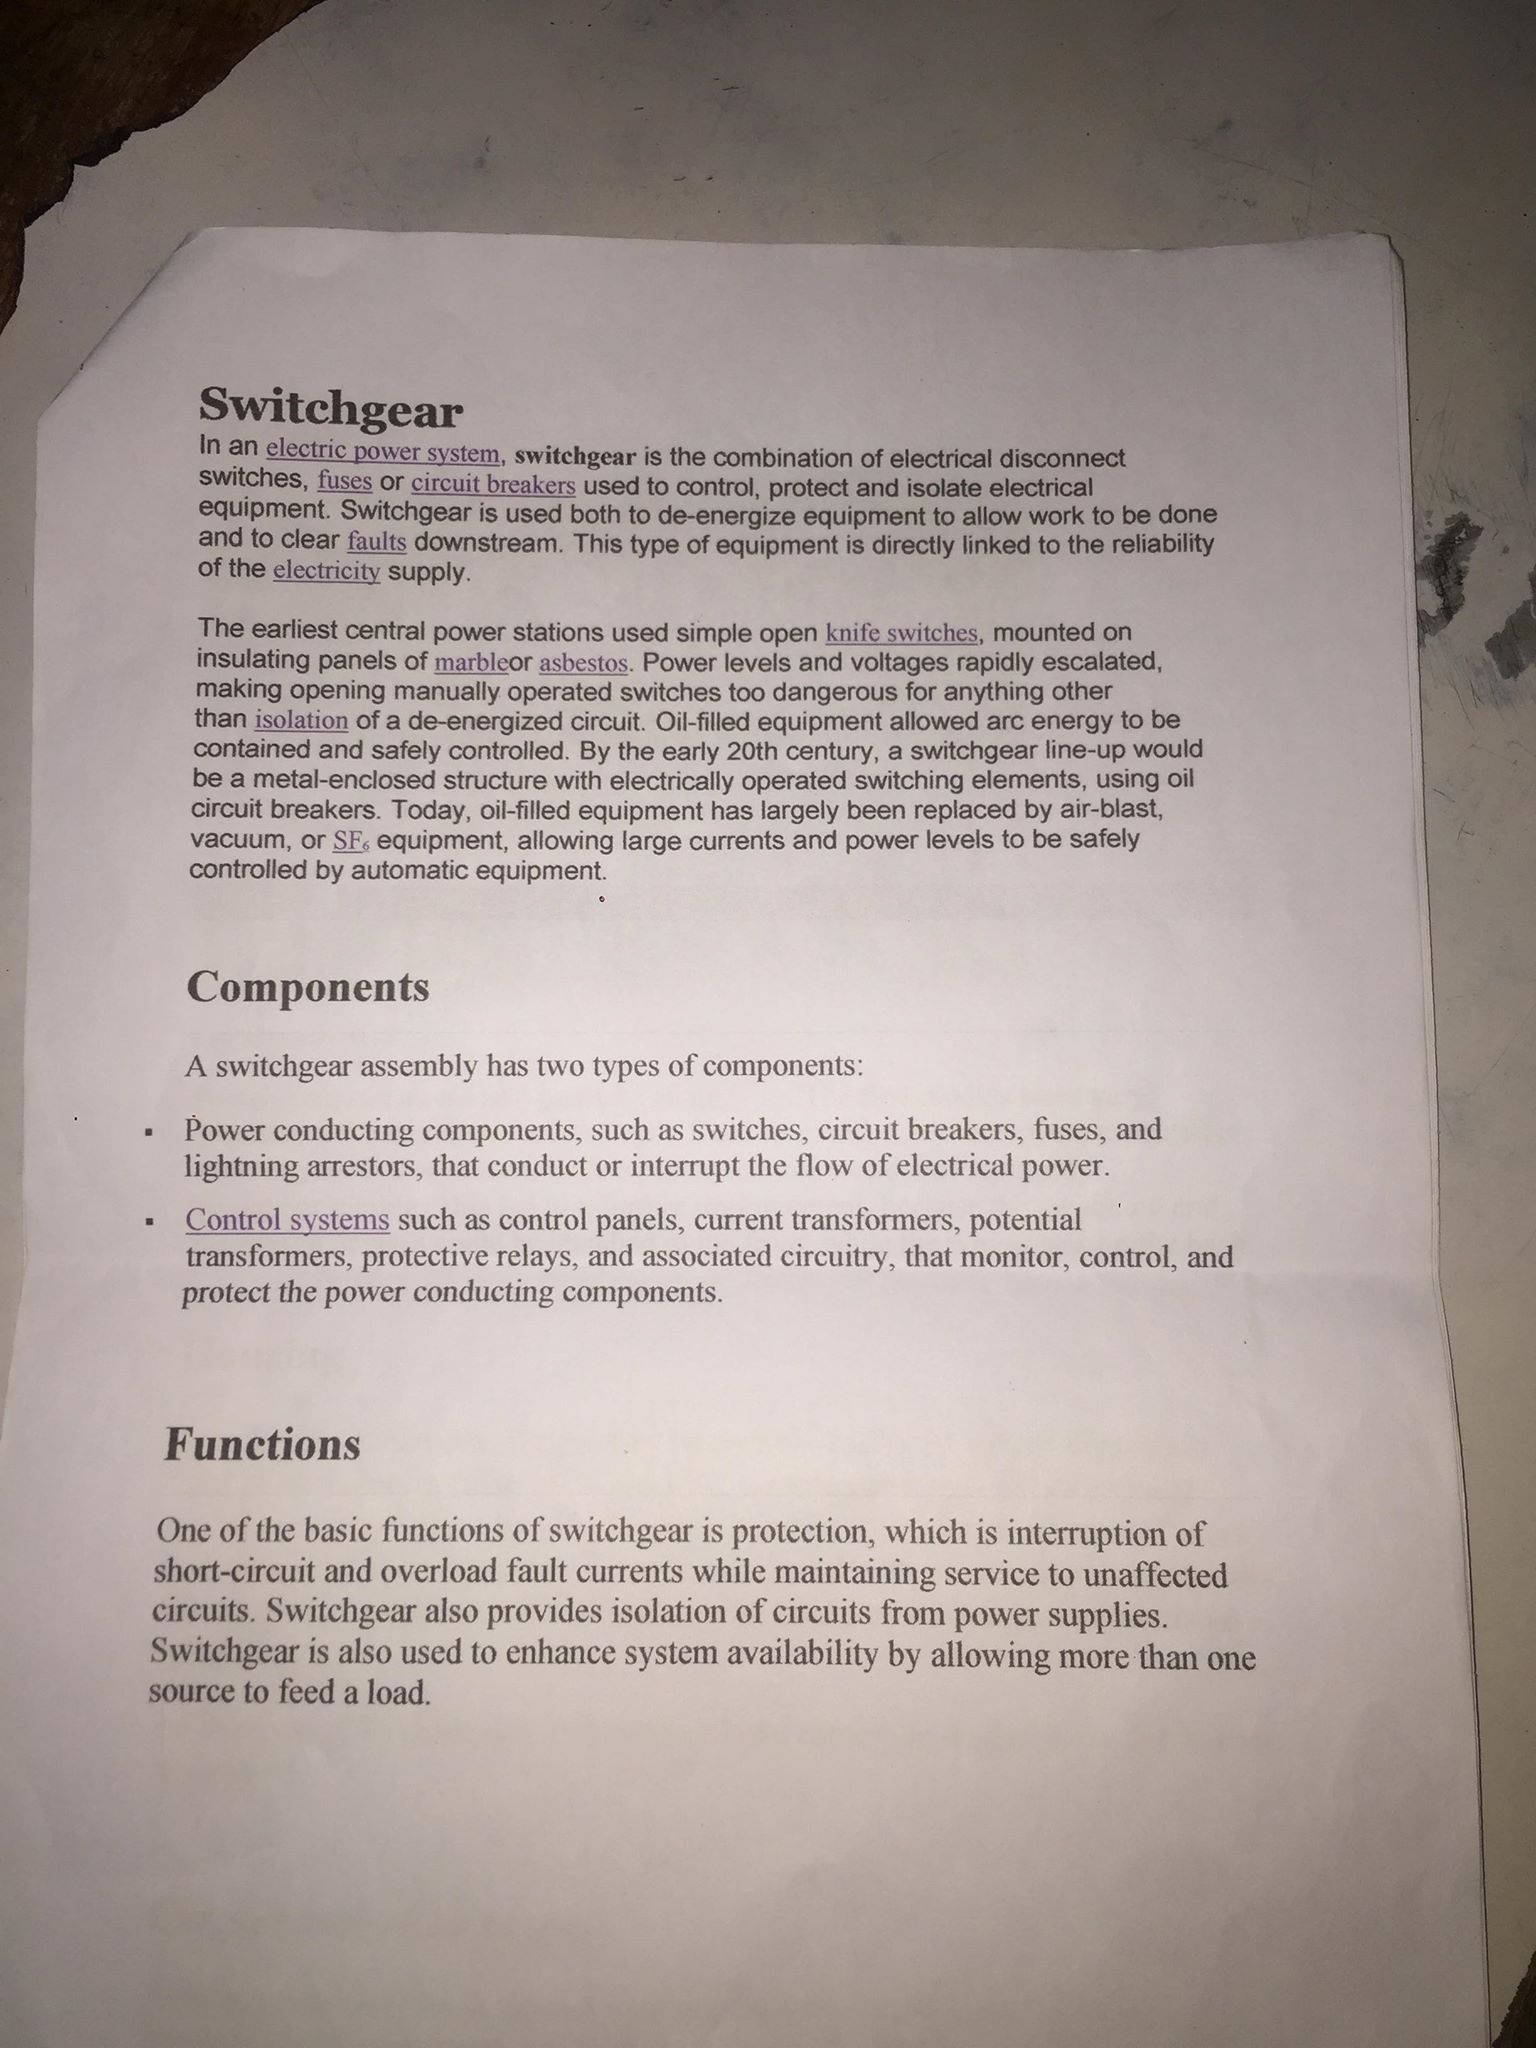 Switchgear
In an electric power system, switchgear is the combination of electrical disconnect
switches, fuses or circuit breakers used to control, protect and isolate electrical
equipment. Switchgear is used both to de-energize equipment to allow work to be done
and to clear faults downstream. This type of equipment is directly linked to the reliability
of the electricity supply.
The earliest central power stations used simple open knife switches, mounted on
insulating panels of marbleor asbestos. Power levels and voltages rapidly escalated,
making opening manually operated switches too dangerous for anything other
than isolation of a de-energized circuit. Oil-filled equipment allowed arc energy to be
contained and safely controlled. By the early 20th century, a switchgear line-up would
be a metal-enclosed structure with electrically operated switching elements, using oil
circuit breakers. Today, oil-filled equipment has largely been replaced by air-blast,
vacuum, or SF₆ equipment, allowing large currents and power levels to be safely
controlled by automatic equipment.
Components
A switchgear assembly has two types of components:
▪ Power conducting components, such as switches, circuit breakers, fuses, and
lightning arrestors, that conduct or interrupt the flow of electrical power.
▪ Control systems such as control panels, current transformers, potential
transformers, protective relays, and associated circuitry, that monitor, control, and
protect the power conducting components.
Functions
One of the basic functions of switchgear is protection, which is interruption of
short-circuit and overload fault currents while maintaining service to unaffected
circuits. Switchgear also provides isolation of circuits from power supplies.
Switchgear is also used to enhance system availability by allowing more than one
source to feed a load.